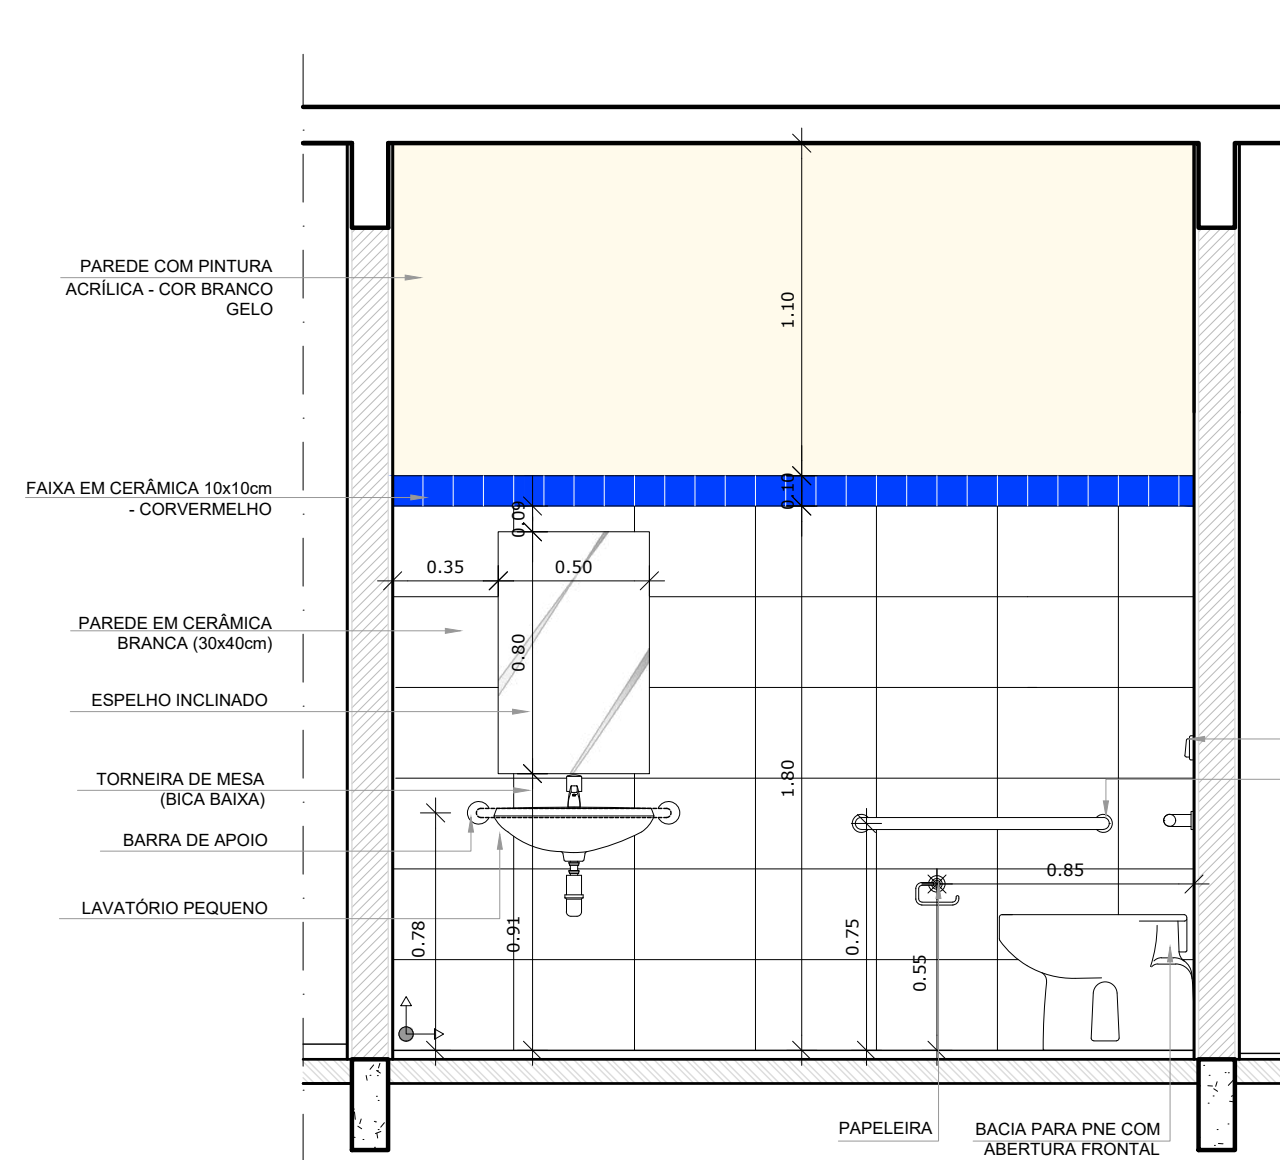 PAREDE COM PINTURA
ACRÍLICA - COR BRANCO
GELO
1.10
FAIXA EM CERÂMICA 10x10cm
- CORVERMELHO
0.10
0.09
0.35
0.50
PAREDE EM CERÂMICA
BRANCA (30x40cm)
0.80
ESPELHO INCLINADO
TORNEIRA DE MESA
(BICA BAIXA)
1.80
BARRA DE APOIO
0.85
LAVATÓRIO PEQUENO
0.78
0.91
0.75
0.55
PAPELEIRA
BACIA PARA PNE COM
ABERTURA FRONTAL